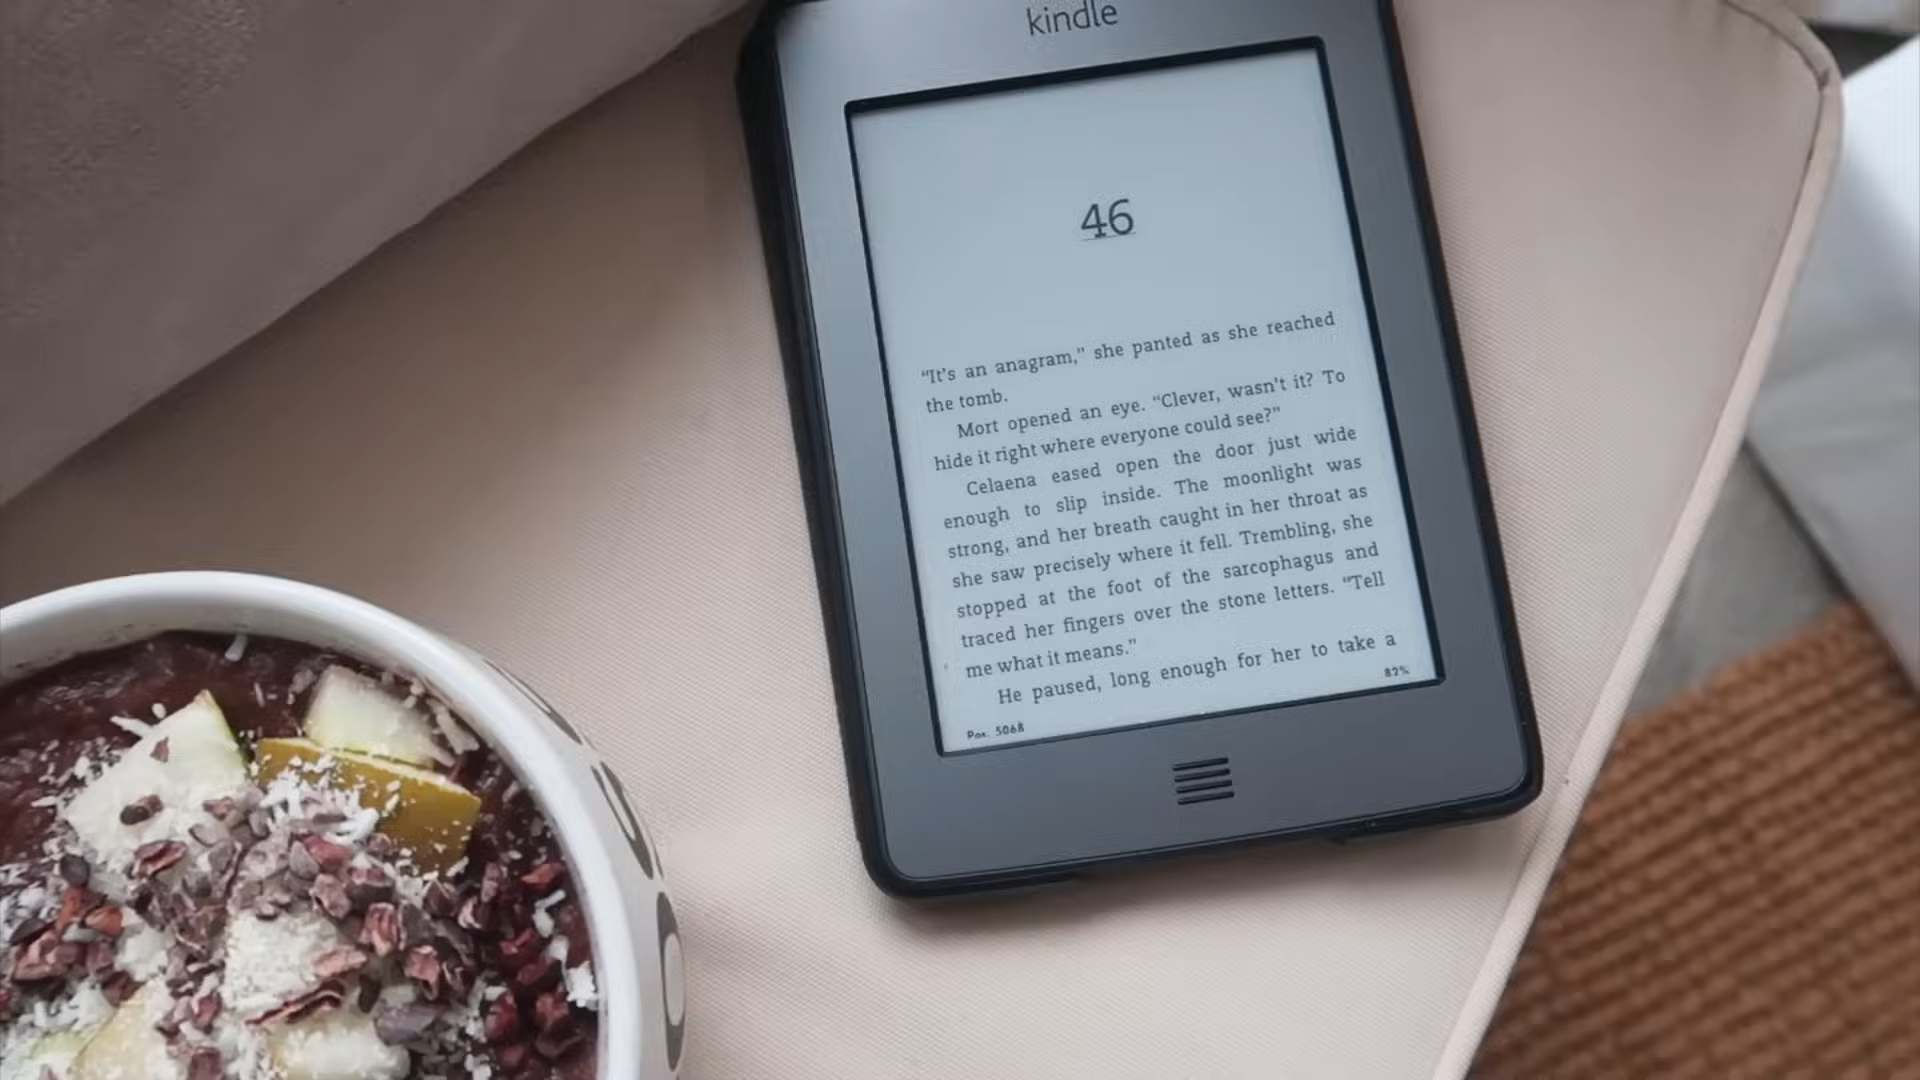 kindle
46
“It’s an anagram,” she panted as she reached
the tomb.
Mort opened an eye. “Clever, wasn’t it? To
hide it right where everyone could see?”
Celaena eased open the door just wide
enough to slip inside. The moonlight was
strong, and her breath caught in her throat as
she saw precisely where it fell. Trembling, she
stopped at the foot of the sarcophagus and
traced her fingers over the stone letters. “Tell
me what it means.”
He paused, long enough for her to take a
Pos. 5068
82%